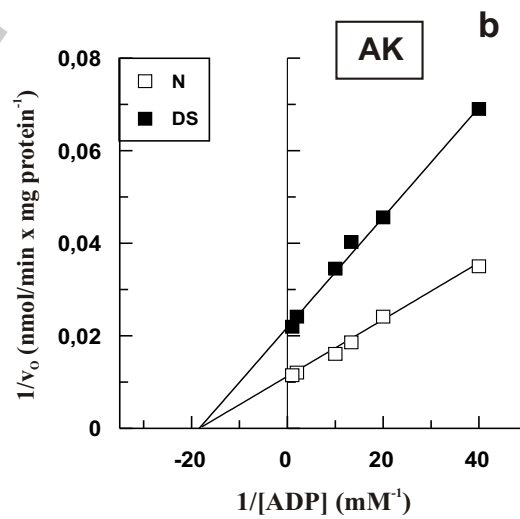 b
AK
N
DS
0,08
0,06
0,04
0,02
0
-20
0
20
40
1/v₀ (nmol/min x mg protein⁻¹)
1/[ADP] (mM⁻¹)